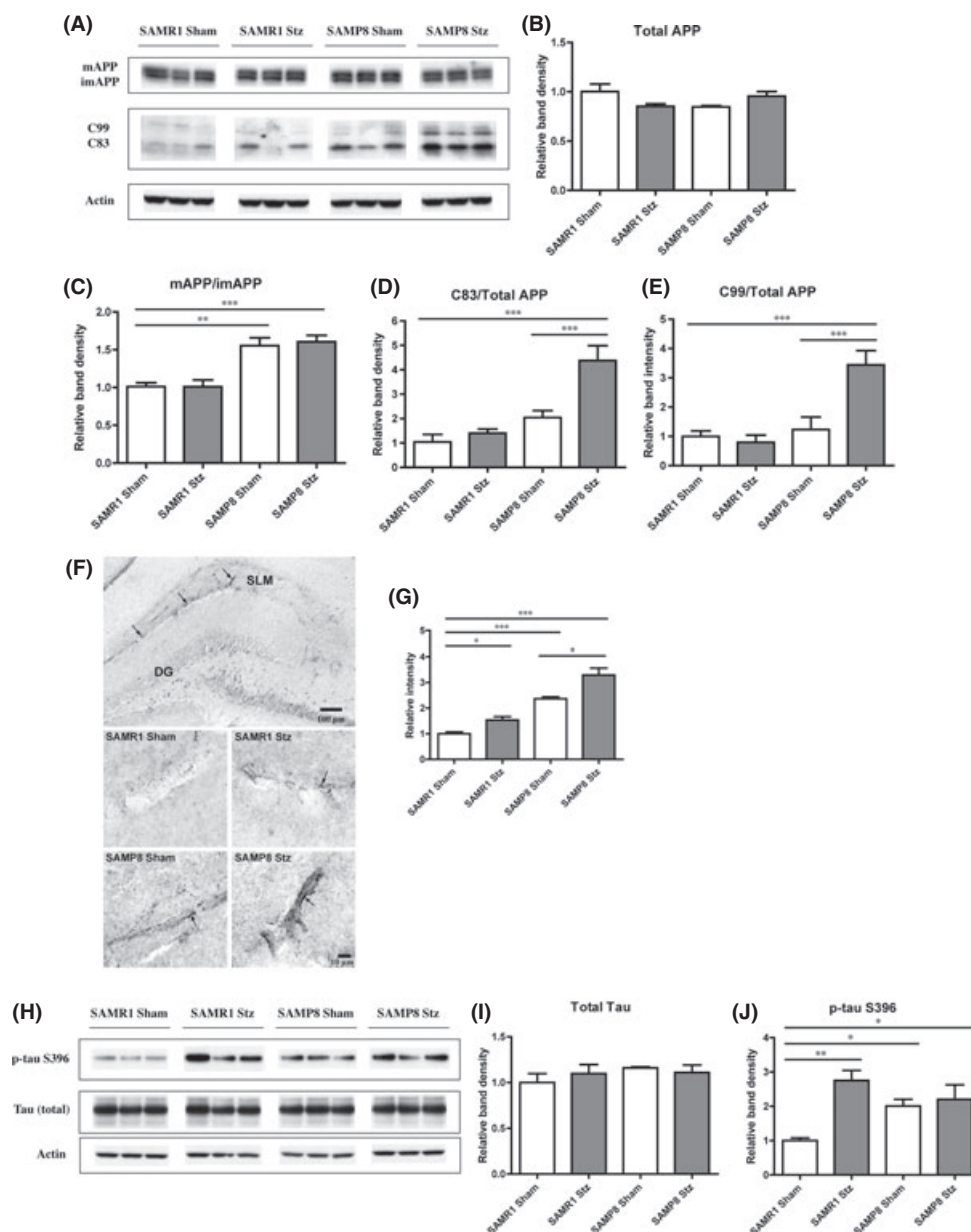 (A)
SAMR1 Sham SAMR1 Stz SAMP8 Sham SAMP8 Stz
mAPP
imAPP
C99
C83
Actin
(B)
Total APP
Relative band density
1.5
1.0
0.5
0.0
SAMR1 Sham
SAMR1 Stz
SAMP8 Sham
SAMP8 Stz
(C)
mAPP/imAPP
***
**
Relative band density
2.0
1.5
1.0
0.5
0.0
SAMR1 Sham
SAMR1 Stz
SAMP8 Sham
SAMP8 Stz
(D)
C83/Total APP
***
***
Relative band density
6
5
4
3
2
1
0
SAMR1 Sham
SAMR1 Stz
SAMP8 Sham
SAMP8 Stz
(E)
C99/Total APP
***
***
Relative band intensity
5
4
3
2
1
0
SAMR1 Sham
SAMR1 Stz
SAMP8 Sham
SAMP8 Stz
(F)
SLM
DG
100 µm
SAMR1 Sham
SAMR1 Stz
SAMP8 Sham
SAMP8 Stz
10 µm
(G)
***
***
*
*
Relative intensity
5
4
3
2
1
0
SAMR1 Sham
SAMR1 Stz
SAMP8 Sham
SAMP8 Stz
(H)
SAMR1 Sham SAMR1 Stz SAMP8 Sham SAMP8 Stz
p-tau S396
Tau (total)
Actin
(I)
Total Tau
Relative band density
1.5
1.0
0.5
0.0
SAMR1 Sham
SAMR1 Stz
SAMP8 Sham
SAMP8 Stz
(J)
p-tau S396
*
*
**
Relative band density
4
3
2
1
0
SAMR1 Sham
SAMR1 Stz
SAMP8 Sham
SAMP8 Stz